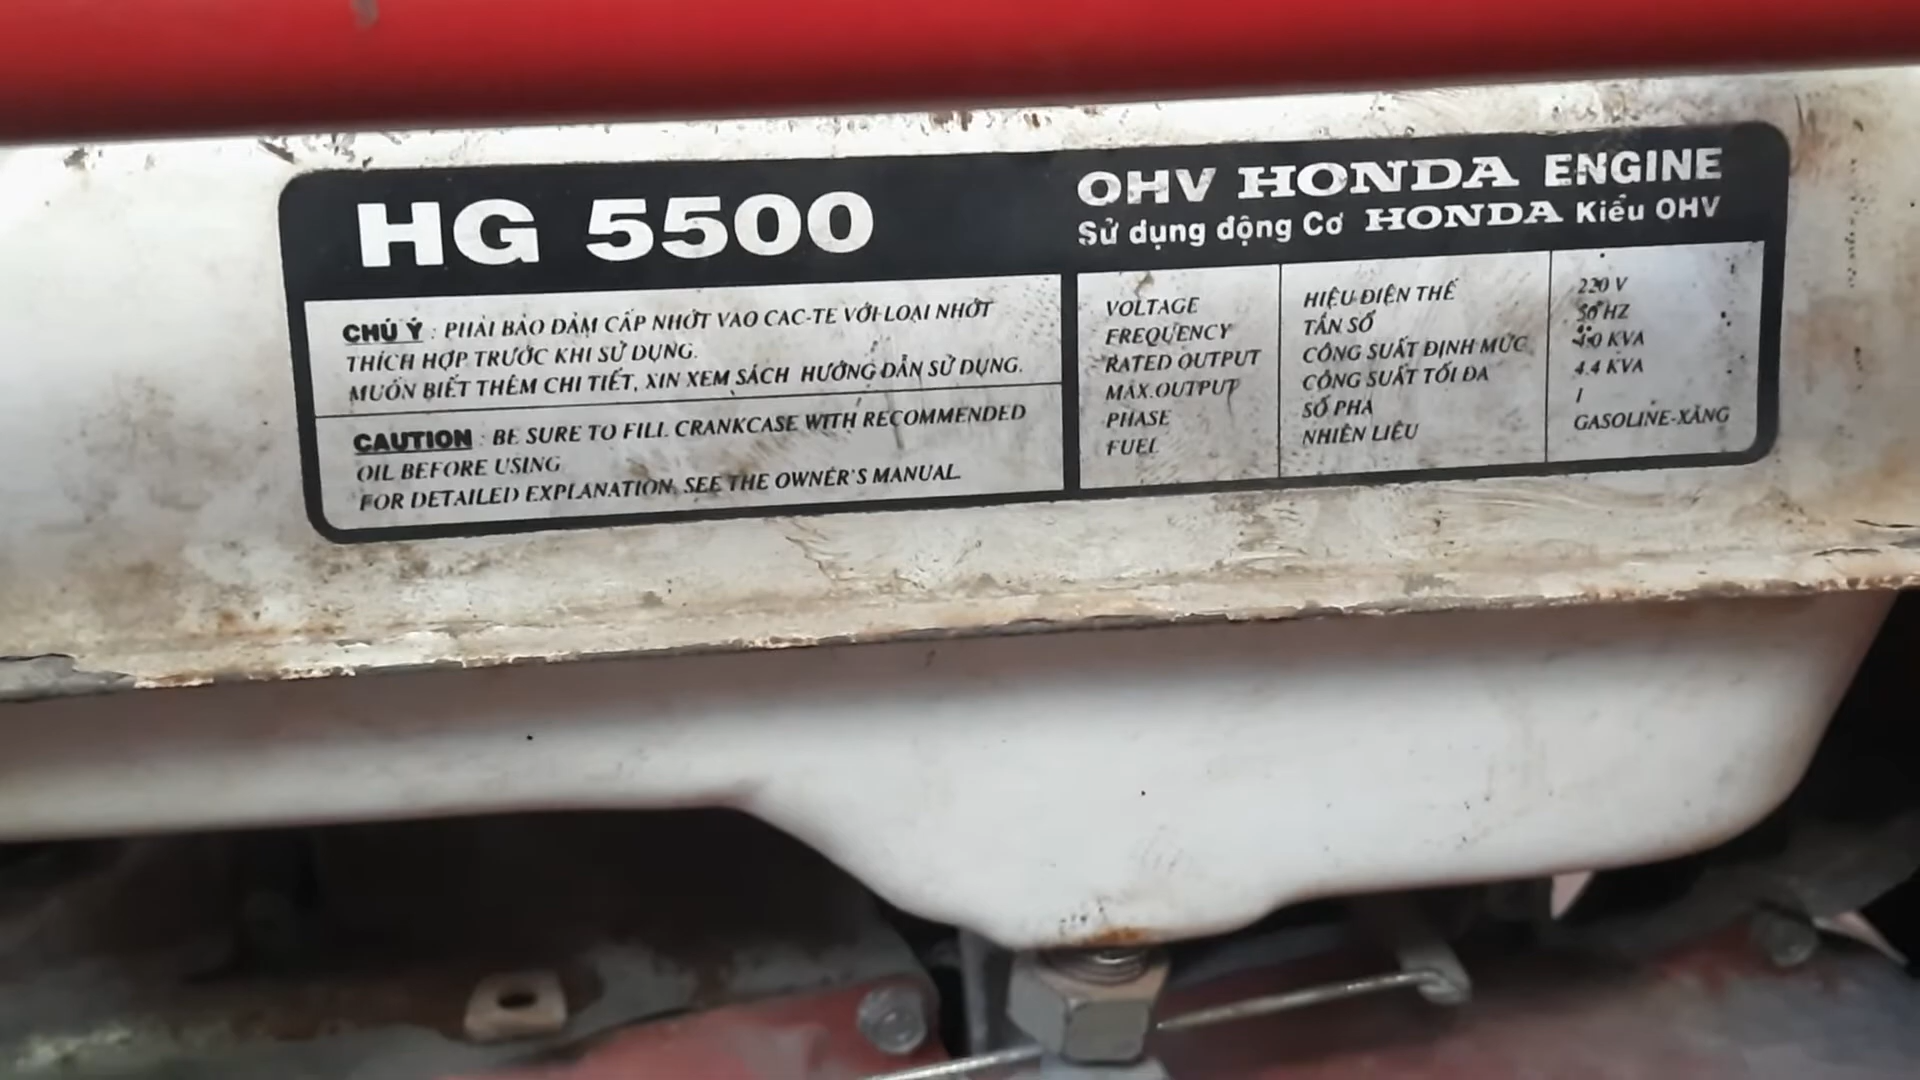 HG 5500
OHV HONDA ENGINE
Sử dụng động Cơ HONDA Kiểu OHV
CHÚ Ý : PHẢI BẢO ĐẢM CẤP NHỚT VÀO CAC-TE VỚI LOẠI NHỚT
THÍCH HỢP TRƯỚC KHI SỬ DỤNG.
MUỐN BIẾT THÊM CHI TIẾT, XIN XEM SÁCH HƯỚNG DẪN SỬ DỤNG.
CAUTION : BE SURE TO FILL CRANKCASE WITH RECOMMENDED
OIL BEFORE USING
FOR DETAILED EXPLANATION, SEE THE OWNER'S MANUAL.
VOLTAGE HIỆU ĐIỆN THẾ 220 V
FREQUENCY TẦN SỐ 50 HZ
RATED OUTPUT CÔNG SUẤT ĐỊNH MỨC 4.0 KVA
MAX.OUTPUT CÔNG SUẤT TỐI ĐA 4.4 KVA
PHASE SỐ PHA 1
FUEL NHIÊN LIỆU GASOLINE-XĂNG